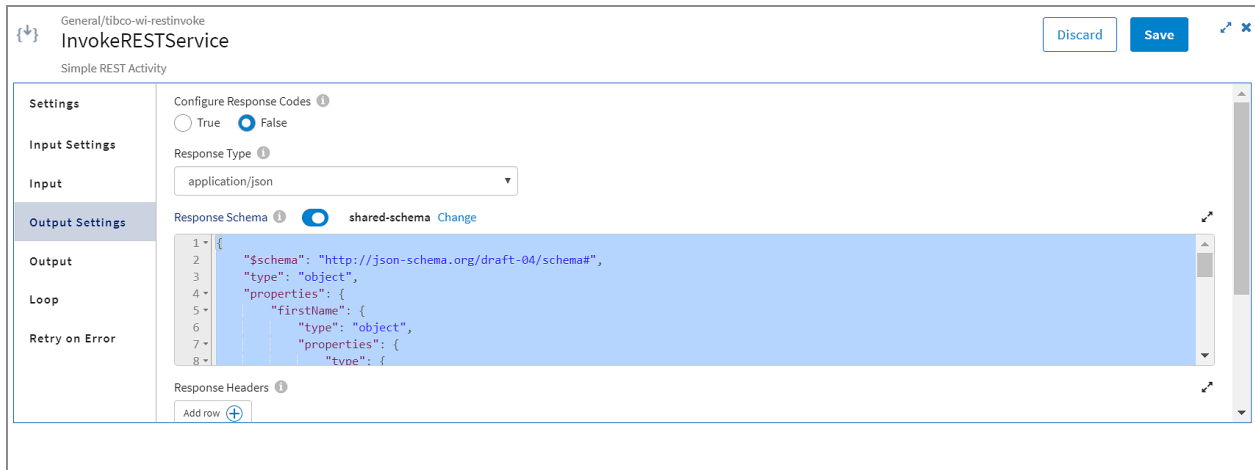 General/tibco-wi-restinvoke
InvokeRESTService
Simple REST Activity
Discard
Save
Settings
Input Settings
Input
Output Settings
Output
Loop
Retry on Error
Configure Response Codes
True False
Response Type
application/json
Response Schema shared-schema Change
1 {
2 "$schema": "http://json-schema.org/draft-04/schema#",
3 "type": "object",
4 "properties": {
5 "firstName": {
6 "type": "object",
7 "properties": {
8 "type": {
Response Headers
Add row